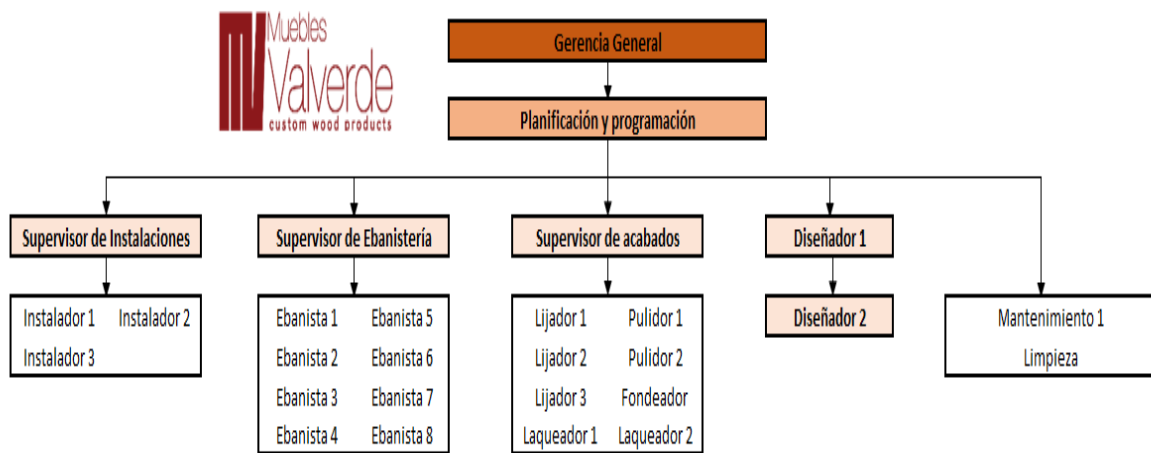 Muebles
Valverde
custom wood products
Gerencia General
Planificación y programación
Supervisor de Instalaciones
Instalador 1 Instalador 2
Instalador 3
Supervisor de Ebanistería
Ebanista 1 Ebanista 5
Ebanista 2 Ebanista 6
Ebanista 3 Ebanista 7
Ebanista 4 Ebanista 8
Supervisor de acabados
Lijador 1 Pulidor 1
Lijador 2 Pulidor 2
Lijador 3 Fondeador
Laqueador 1 Laqueador 2
Diseñador 1
Diseñador 2
Mantenimiento 1
Limpieza